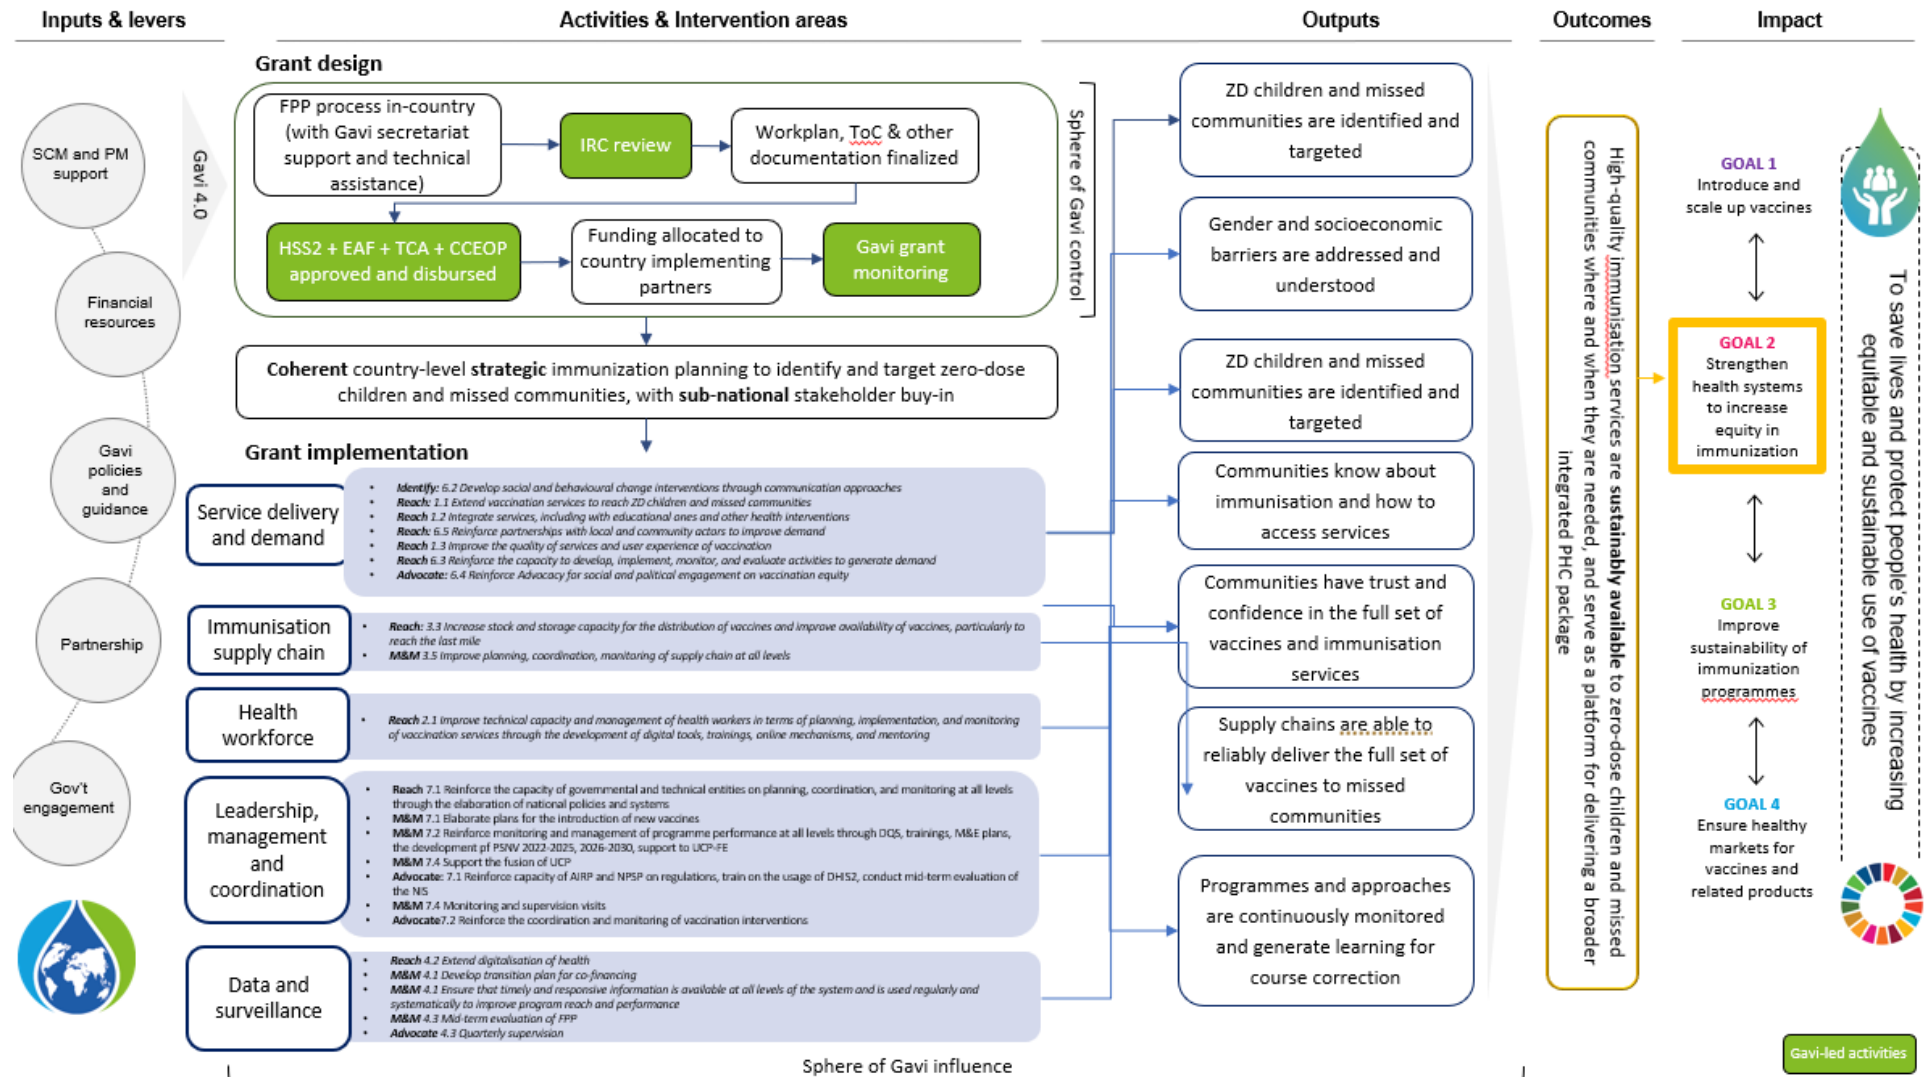 Inputs & levers
Activities & Intervention areas
Outputs
Outcomes
Impact
SCM and PM
support
Financial
resources
Gavi
policies
and
guidance
Partnership
Gov't
engagement
Gavi 4.0
Grant design
FPP process in-country
(with Gavi secretariat
support and technical
assistance)
IRC review
Workplan, ToC & other
documentation finalized
HSS2 + EAF + TCA + CCEOP
approved and disbursed
Funding allocated to
country implementing
partners
Gavi grant
monitoring
Sphere of Gavi control
Coherent country-level strategic immunization planning to identify and target zero-dose
children and missed communities, with sub-national stakeholder buy-in
Grant implementation
Service delivery
and demand
• Identify: 6.2 Develop social and behavioural change interventions through communication approaches
• Reach: 1.1 Extend vaccination services to reach ZD children and missed communities
• Reach 1.2 Integrate services, including with educational ones and other health interventions
• Reach: 6.5 Reinforce partnerships with local and community actors to improve demand
• Reach 1.3 Improve the quality of services and user experience of vaccination
• Reach 6.3 Reinforce the capacity to develop, implement, monitor, and evaluate activities to generate demand
• Advocate: 6.4 Reinforce Advocacy for social and political engagement on vaccination equity
Immunisation
supply chain
• Reach: 3.3 Increase stock and storage capacity for the distribution of vaccines and improve availability of vaccines, particularly to
reach the last mile
• M&M 3.5 Improve planning, coordination, monitoring of supply chain at all levels
Health
workforce
• Reach 2.1 Improve technical capacity and management of health workers in terms of planning, implementation, and monitoring
of vaccination services through the development of digital tools, trainings, online mechanisms, and mentoring
Leadership,
management
and
coordination
• Reach 7.1 Reinforce the capacity of governmental and technical entities on planning, coordination, and monitoring at all levels
through the elaboration of national policies and systems
• M&M 7.1 Elaborate plans for the introduction of new vaccines
• M&M 7.2 Reinforce monitoring and management of programme performance at all levels through DQS, trainings, M&E plans,
the development pf PSNV 2022-2025, 2026-2030, support to UCP-FE
• M&M 7.4 Support the fusion of UCP
• Advocate: 7.1 Reinforce capacity of AIRP and NPSP on regulations, train on the usage of DHIS2, conduct mid-term evaluation of
the NIS
• M&M 7.4 Monitoring and supervision visits
• Advocate7.2 Reinforce the coordination and monitoring of vaccination interventions
Data and
surveillance
• Reach 4.2 Extend digitalisation of health
• M&M 4.1 Develop transition plan for co-financing
• M&M 4.1 Ensure that timely and responsive information is available at all levels of the system and is used regularly and
systematically to improve program reach and performance
• M&M 4.3 Mid-term evaluation of FPP
• Advocate 4.3 Quarterly supervision
Sphere of Gavi influence
ZD children and missed
communities are identified and
targeted
Gender and socioeconomic
barriers are addressed and
understood
ZD children and missed
communities are identified and
targeted
Communities know about
immunisation and how to
access services
Communities have trust and
confidence in the full set of
vaccines and immunisation
services
Supply chains are able to
reliably deliver the full set of
vaccines to missed
communities
Programmes and approaches
are continuously monitored
and generate learning for
course correction
High-quality immunisation services are sustainably available to zero-dose children and missed
communities where and when they are needed, and serve as a platform for delivering a broader
integrated PHC package
GOAL 1
Introduce and
scale up vaccines
GOAL 2
Strengthen
health systems
to increase
equity in
immunization
GOAL 3
Improve
sustainability of
immunization
programmes
GOAL 4
Ensure healthy
markets for
vaccines and
related products
To save lives and protect people's health by increasing
equitable and sustainable use of vaccines
Gavi-led activities